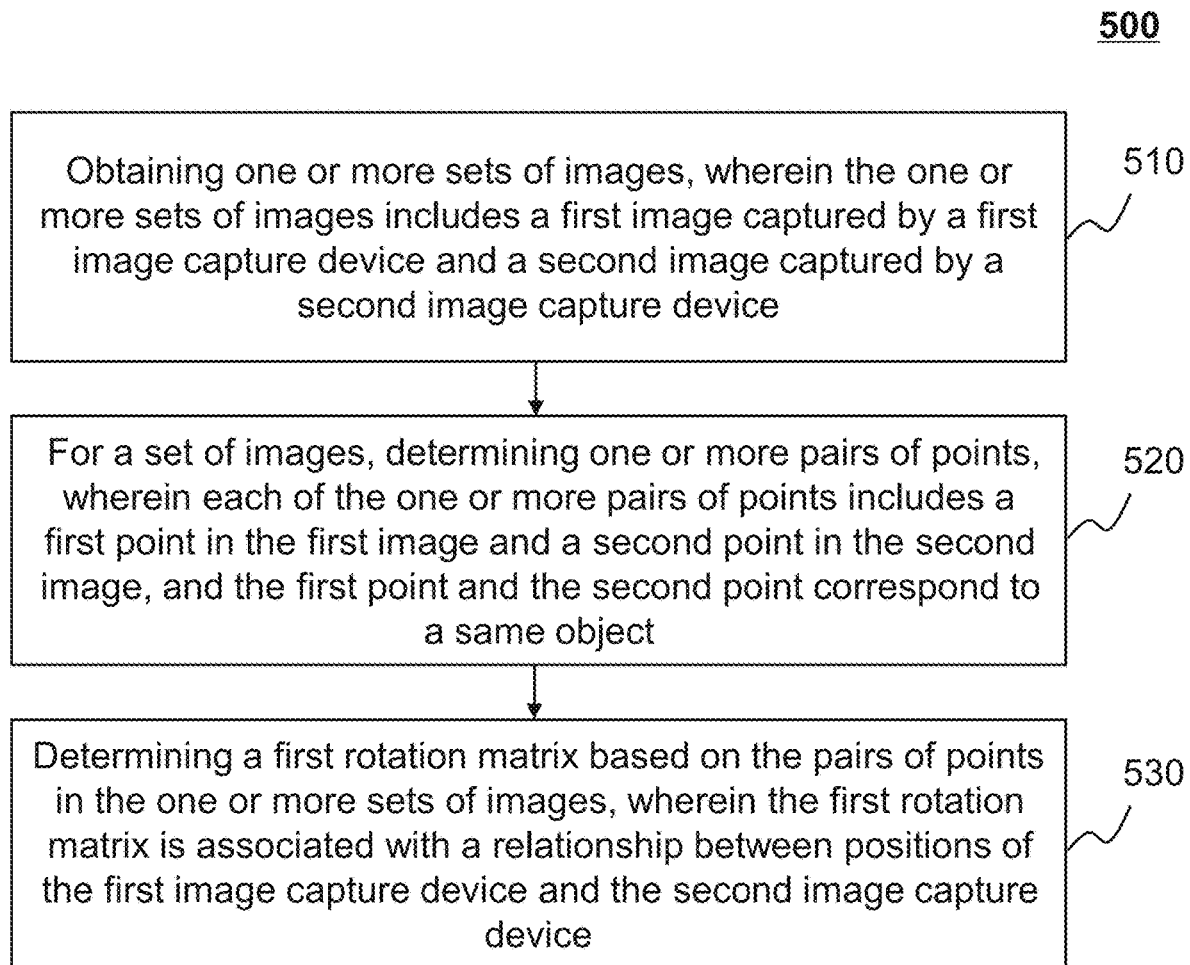 500
Obtaining one or more sets of images, wherein the one or
more sets of images includes a first image captured by a first
image capture device and a second image captured by a
second image capture device
510
For a set of images, determining one or more pairs of points,
wherein each of the one or more pairs of points includes a
first point in the first image and a second point in the second
image, and the first point and the second point correspond to
a same object
520
Determining a first rotation matrix based on the pairs of points
in the one or more sets of images, wherein the first rotation
matrix is associated with a relationship between positions of
the first image capture device and the second image capture
device
530